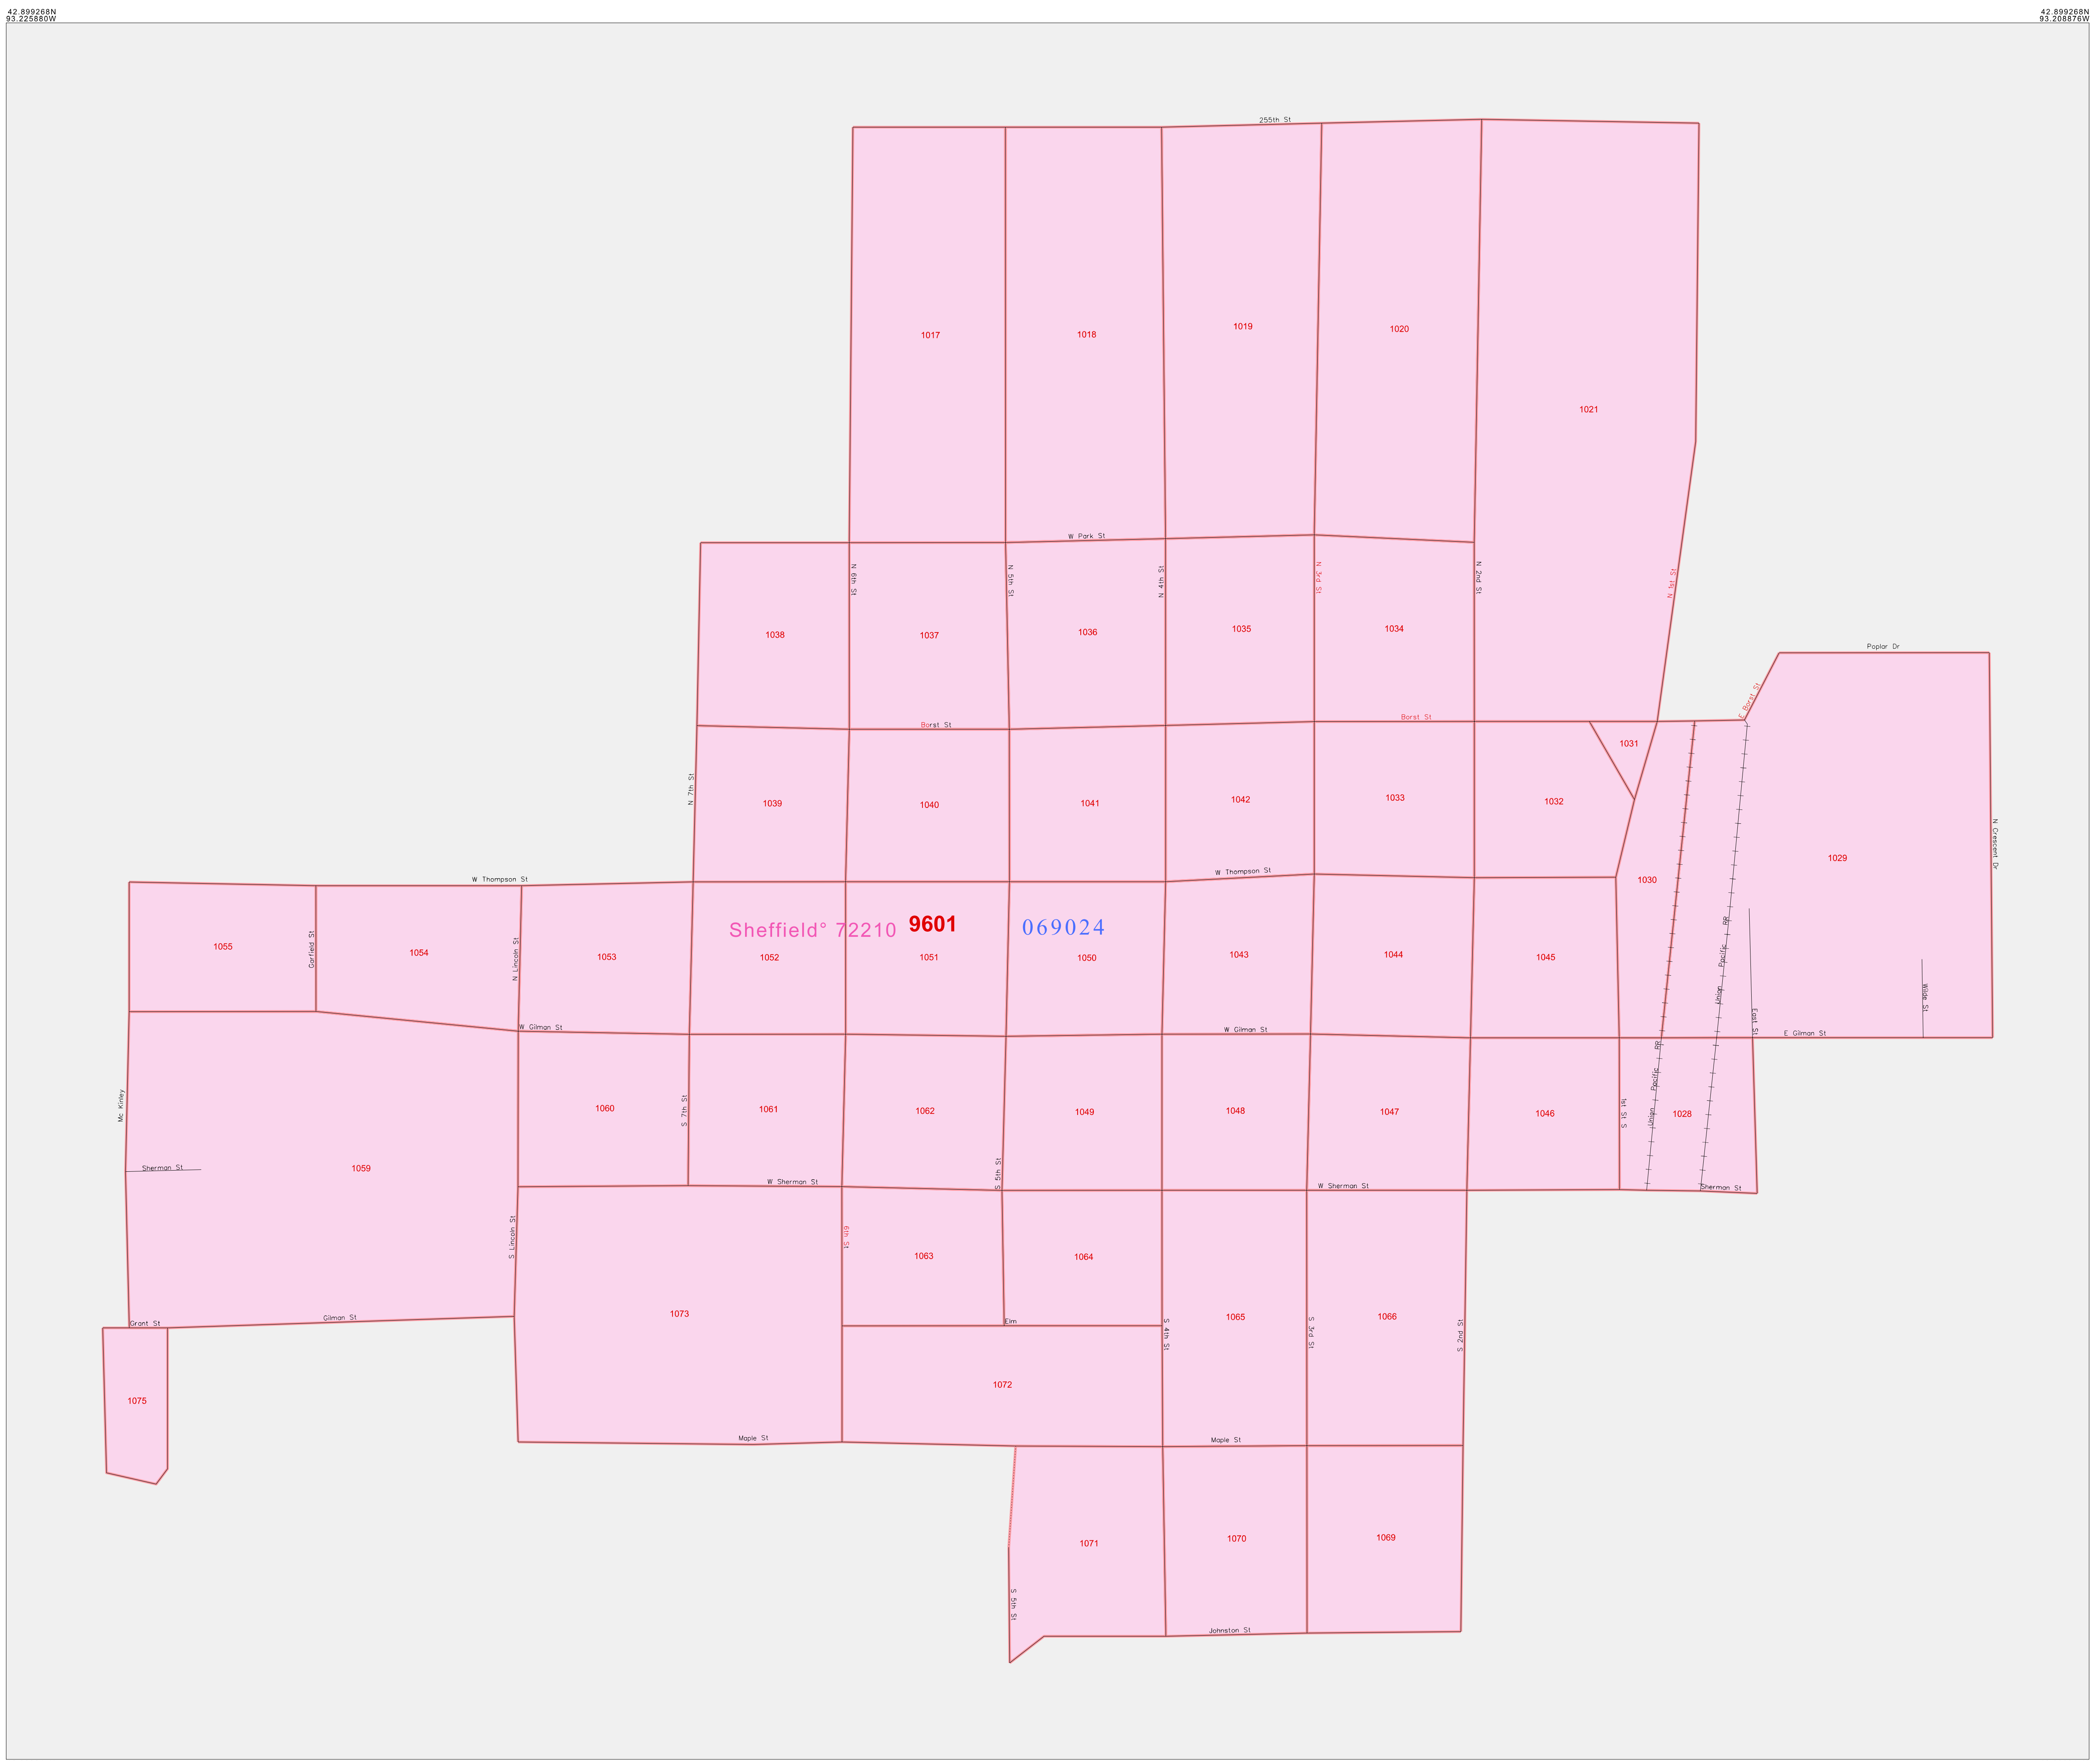 42.899268N
93.225880W
42.899268N
93.208876W
255th St
1017
1018
1019
1020
1021
W Park St
N 6th St
N 5th St
N 4th St
N 3rd St
N 2nd St
N 1st St
1038
1037
1036
1035
1034
Poplar Dr
E Borst St
Borst St
Borst St
1031
N 7th St
1039
1040
1041
1042
1033
1032
N Crescent Dr
1029
W Thompson St
W Thompson St
1030
Sheffield° 72210
9601
069024
Garfield St
N Lincoln St
1055
1054
1053
1052
1051
1050
1043
1044
1045
Union Pacific RR
Wilde St
East St
W Gilman St
W Gilman St
E Gilman St
Mc Kinley
1060
S 7th St
1061
1062
1049
1048
1047
1046
1st St S
Union Pacific RR
1028
Sherman St
1059
S 5th St
W Sherman St
W Sherman St
Sherman St
S Lincoln St
6th St
1063
1064
1073
1065
1066
Grant St
Gilman St
Elm
S 4th St
S 3rd St
S 2nd St
1075
1072
Maple St
Maple St
1071
1070
1069
S 5th St
Johnston St